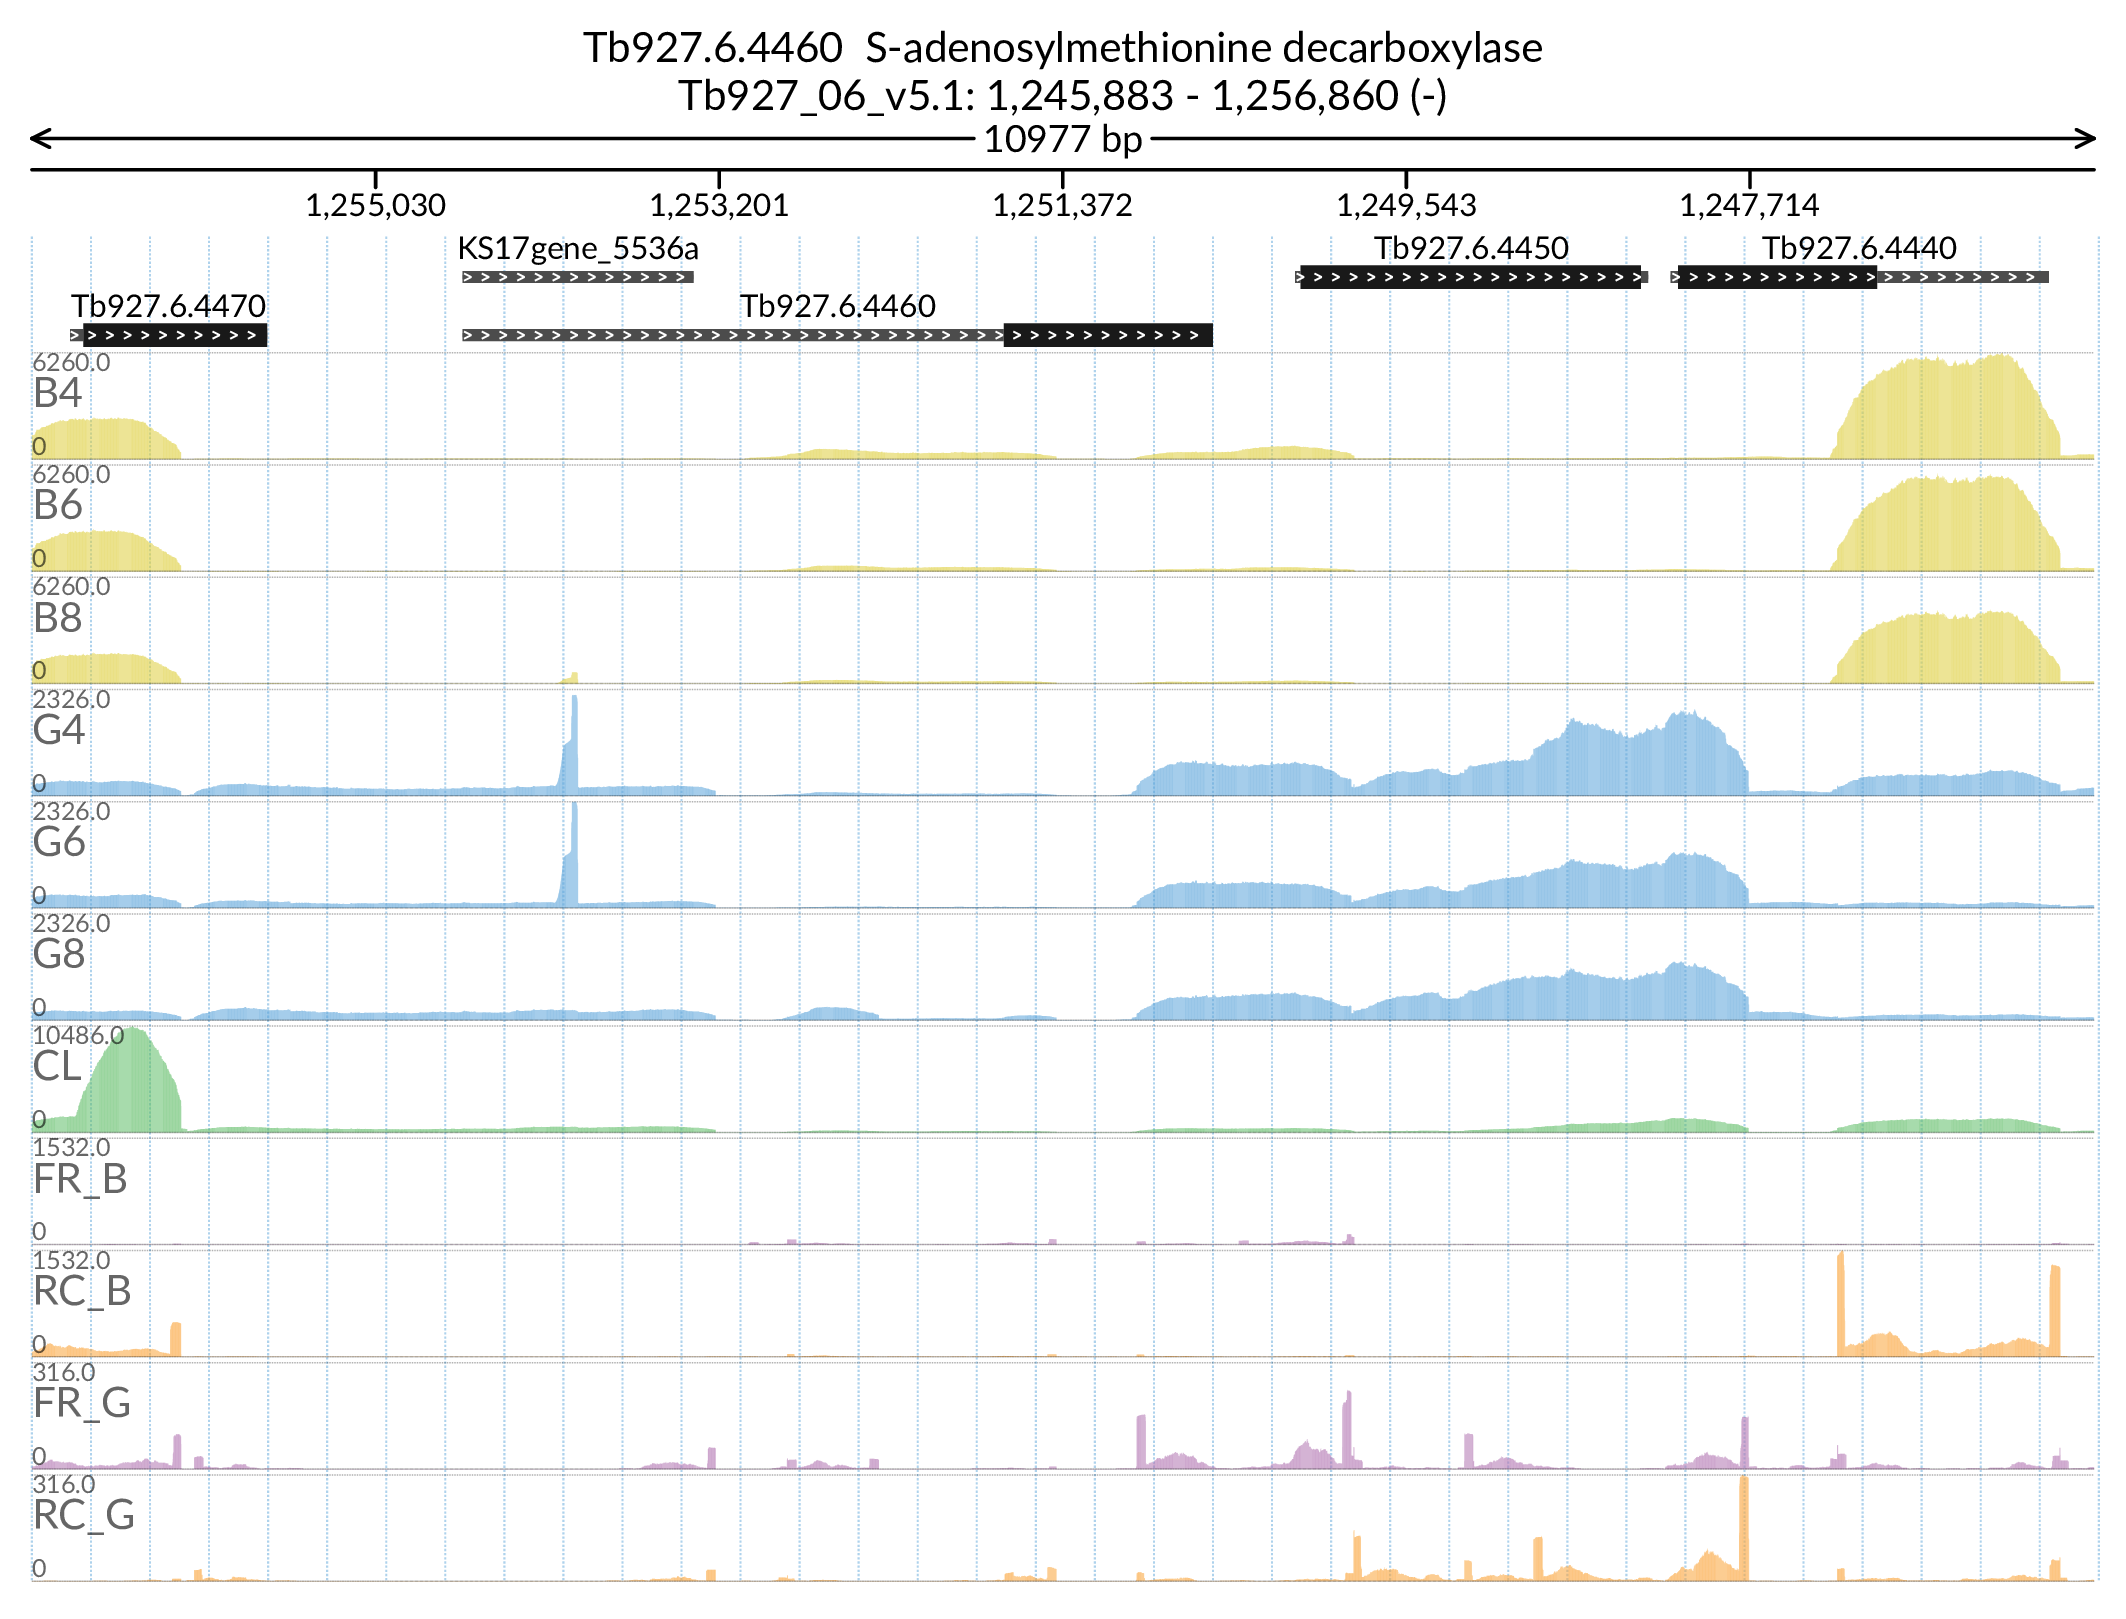 Tb927.6.4460  S-adenosylmethionine decarboxylase
Tb927_06_v5.1: 1,245,883 - 1,256,860 (-)
10977 bp
1,255,030 1,253,201 1,251,372 1,249,543 1,247,714
KS17gene_5536a Tb927.6.4450 Tb927.6.4440
Tb927.6.4470 Tb927.6.4460
6260.0
B4
0
6260.0
B6
0
6260.0
B8
0
2326.0
G4
0
2326.0
G6
0
2326.0
G8
0
10486.0
CL
0
1532.0
FR_B
0
1532.0
RC_B
0
316.0
FR_G
0
316.0
RC_G
0